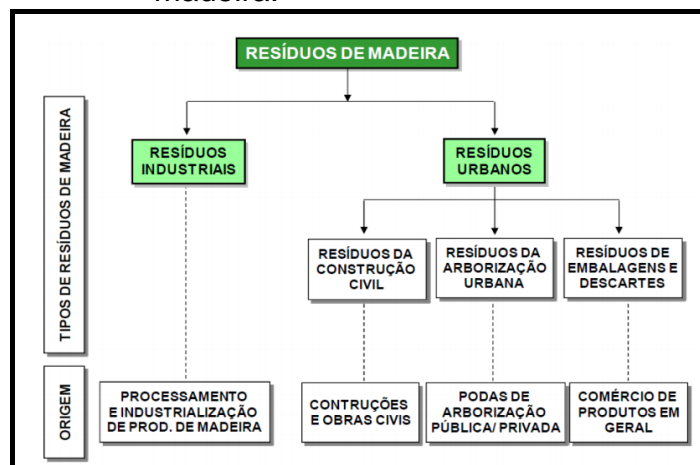 madeira.
RESÍDUOS DE MADEIRA
TIPOS DE RESÍDUOS DE MADEIRA
RESÍDUOS
INDUSTRIAIS
RESÍDUOS
URBANOS
RESÍDUOS DA
CONSTRUÇÃO
CIVIL
RESÍDUOS DA
ARBORIZAÇÃO
URBANA
RESÍDUOS DE
EMBALAGENS E
DESCARTES
ORIGEM
PROCESSAMENTO
E INDUSTRIALIZAÇÃO
DE PROD. DE MADEIRA
CONTRUÇÕES
E OBRAS CIVIS
PODAS DE
ARBORIZAÇÃO
PÚBLICA/ PRIVADA
COMÉRCIO DE
PRODUTOS EM
GERAL